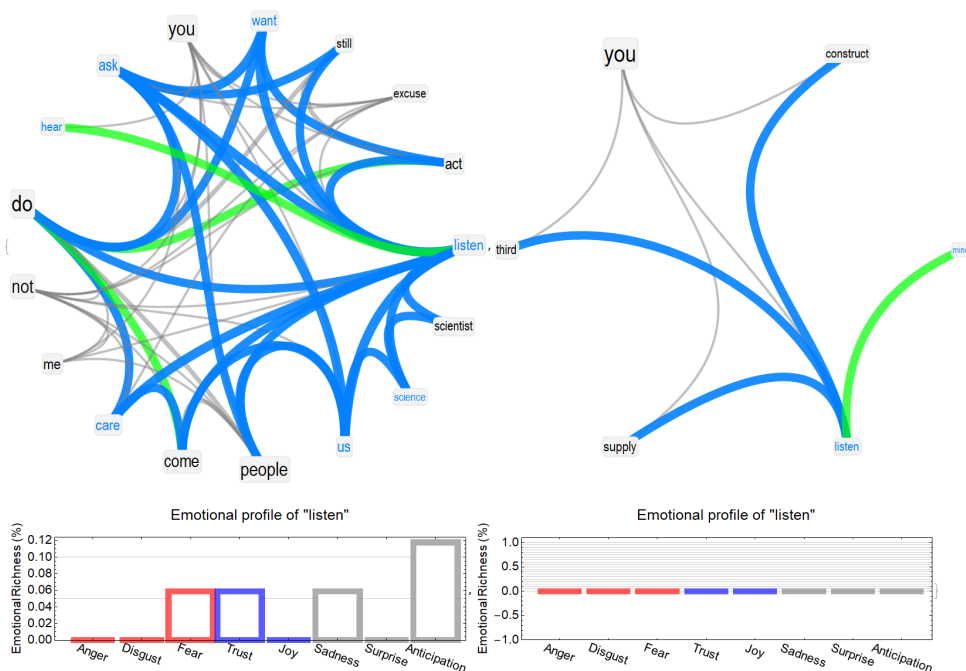 you
want
still
ask
excuse
hear
act
do
listen
,
{
not
scientist
me
science
care
us
come
people
you
construct
third
supply
listen
Emotional profile of "listen"
Emotional Richness (%)
0.12
0.10
0.08
0.06
0.04
0.02
0.00
Anger
Disgust
Fear
Trust
Joy
Sadness
Surprise
Anticipation
,
Emotional profile of "listen"
Emotional Richness (%)
1.0
0.5
0.0
−0.5
−1.0
Anger
Disgust
Fear
Trust
Joy
Sadness
Surprise
Anticipation
}